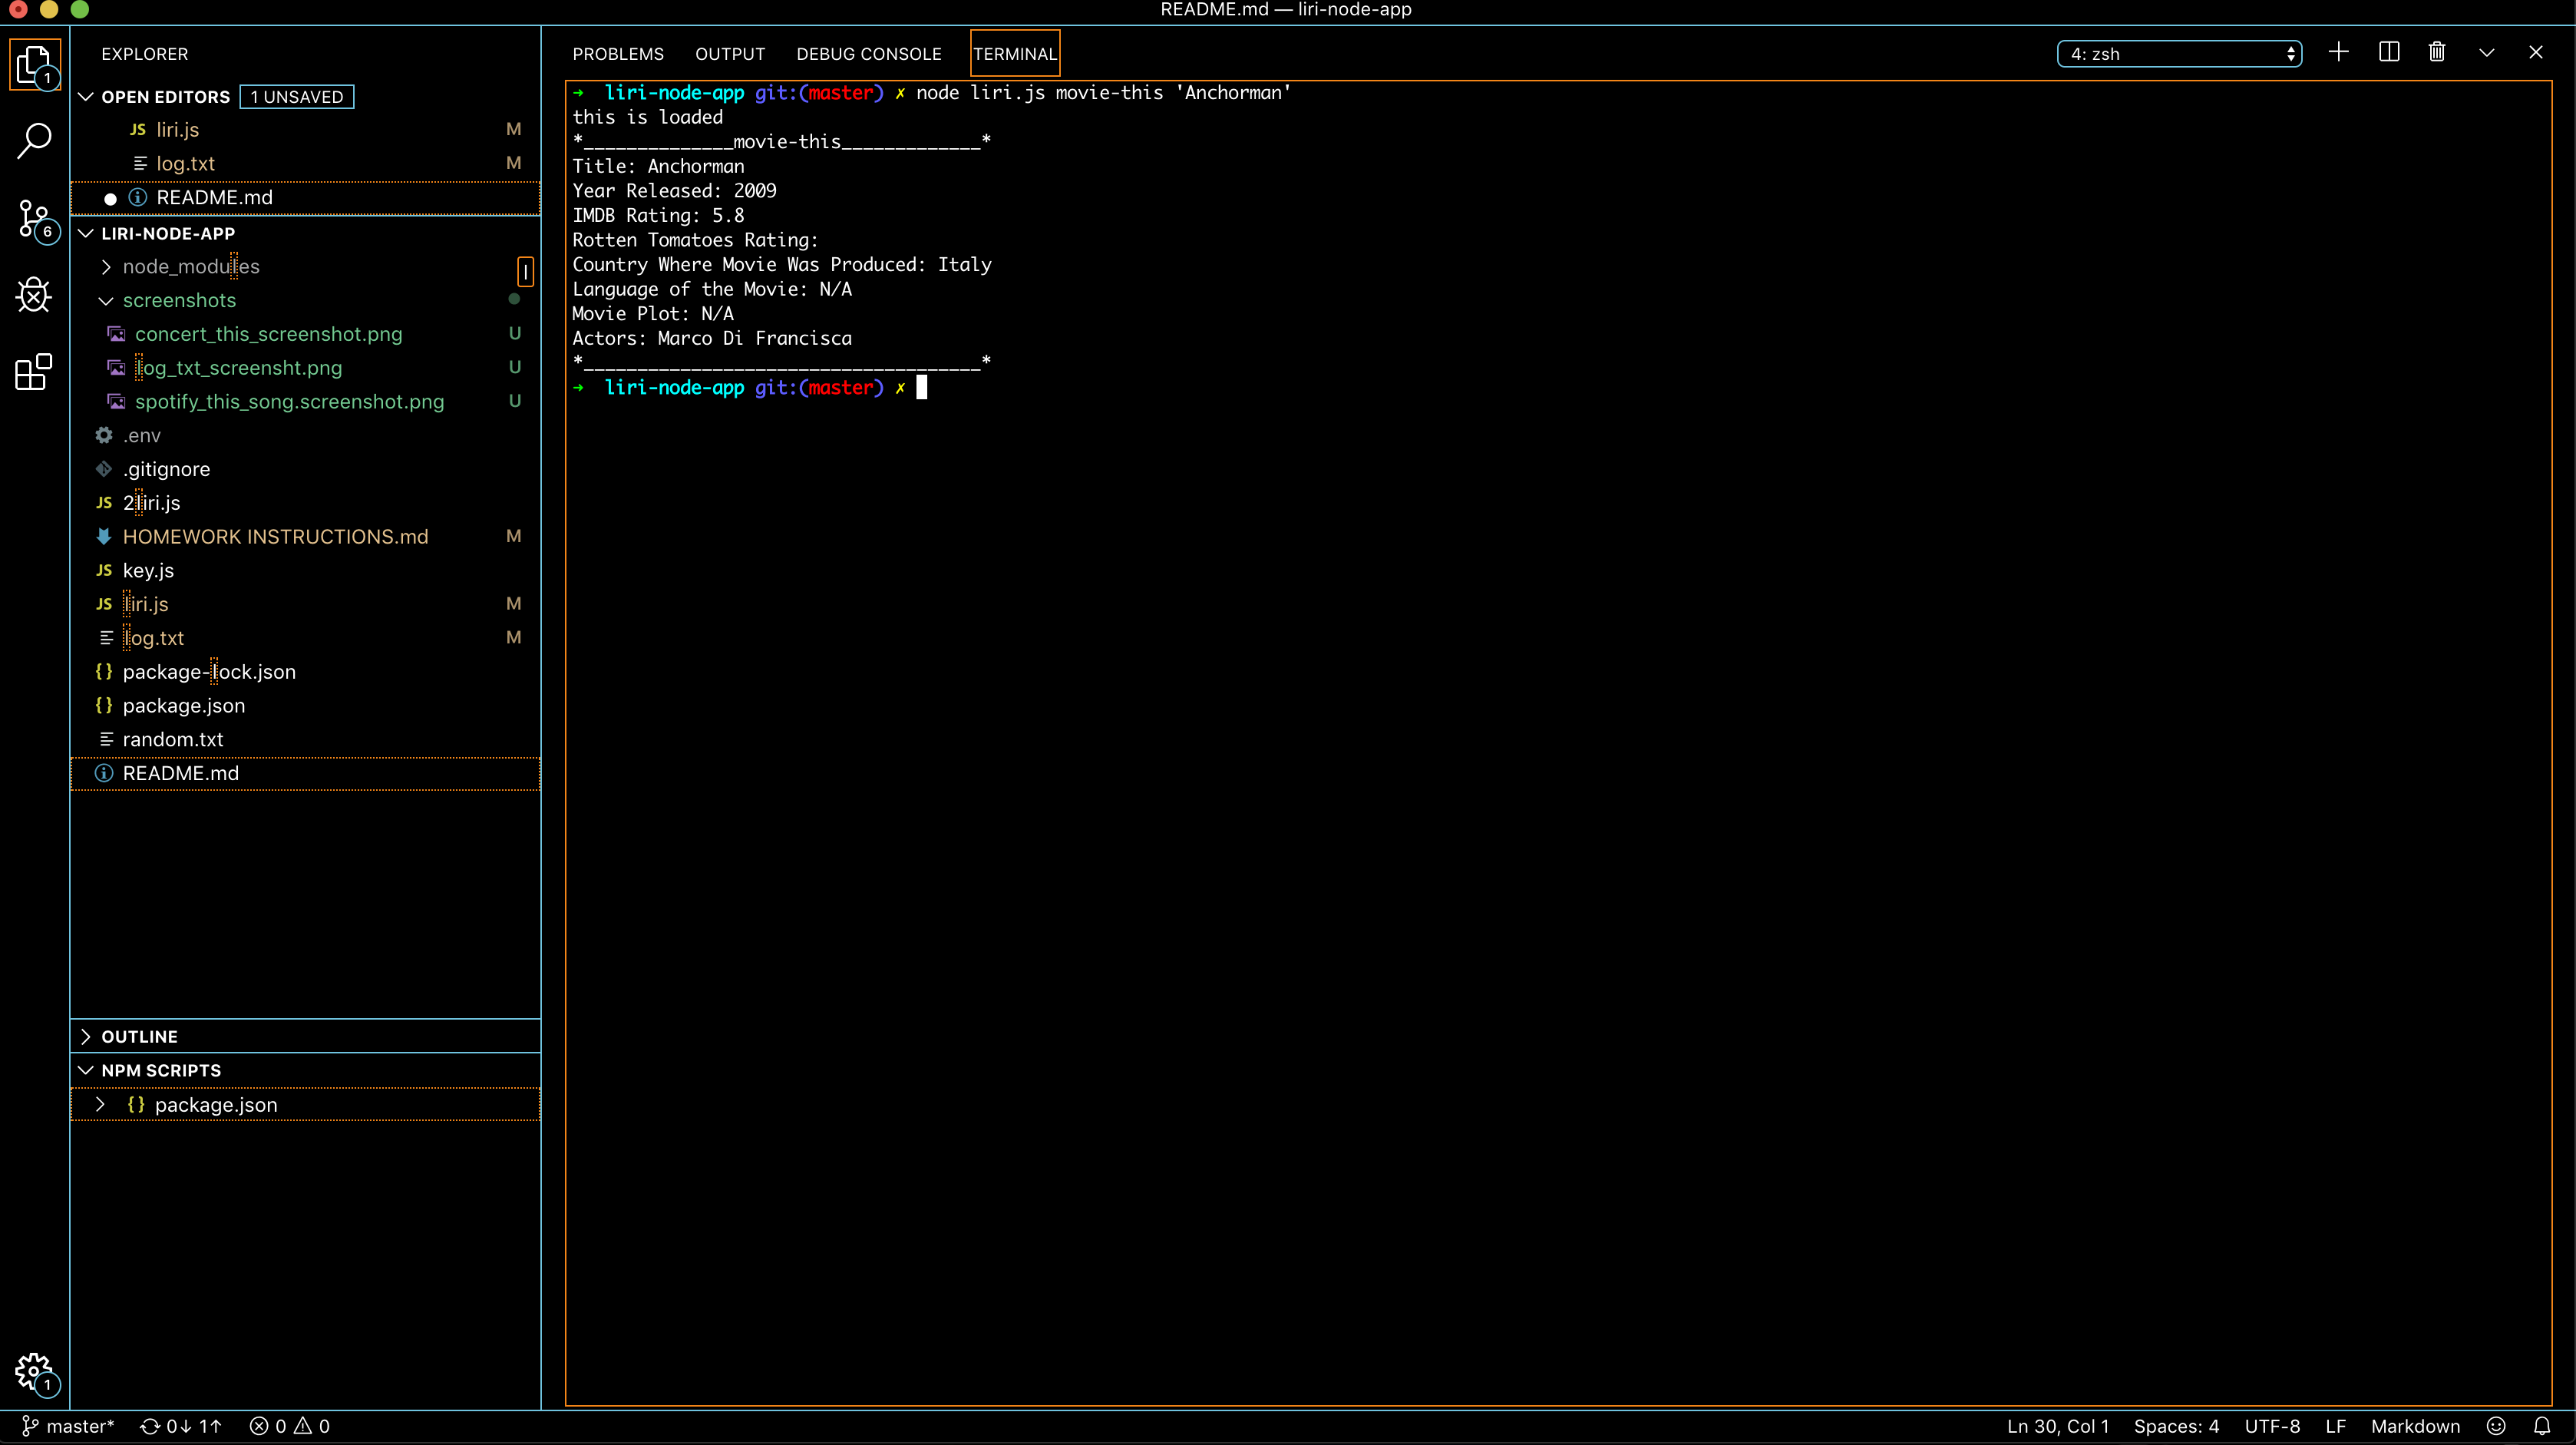 README.md — liri-node-app
1
EXPLORER
OPEN EDITORS 1 UNSAVED
JS liri.js M
log.txt M
README.md
6
LIRI-NODE-APP
node_modules
l
screenshots
concert_this_screenshot.png U
log_txt_screensht.png U
spotify_this_song.screenshot.png U
.env
.gitignore
JS 2liri.js
HOMEWORK INSTRUCTIONS.md M
JS key.js
JS liri.js M
log.txt M
{} package-lock.json
{} package.json
random.txt
README.md
OUTLINE
NPM SCRIPTS
{} package.json
1
PROBLEMS OUTPUT DEBUG CONSOLE TERMINAL 4: zsh
➜ liri-node-app git:(master) ✗ node liri.js movie-this 'Anchorman'
this is loaded
*______________movie-this_____________*
Title: Anchorman
Year Released: 2009
IMDB Rating: 5.8
Rotten Tomatoes Rating:
Country Where Movie Was Produced: Italy
Language of the Movie: N/A
Movie Plot: N/A
Actors: Marco Di Francisca
*_____________________________________*
➜ liri-node-app git:(master) ✗
master* 0↓ 1↑ 0 0 Ln 30, Col 1 Spaces: 4 UTF-8 LF Markdown